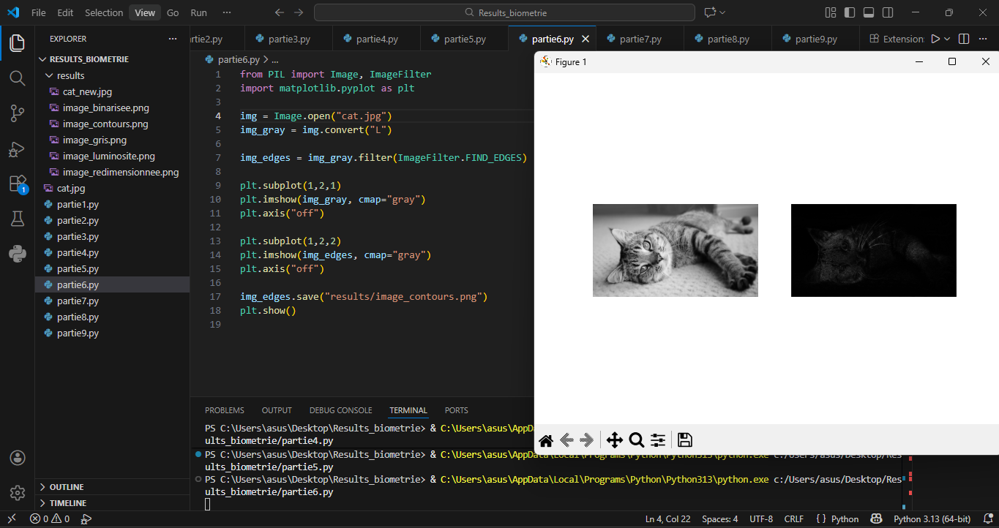 File Edit Selection View Go Run ··· Results_biometrie
EXPLORER ···
RESULTS_BIOMETRIE
results
cat_new.jpg
image_binarisee.png
image_contours.png
image_gris.png
image_luminosite.png
image_redimensionnee.png
cat.jpg
partie1.py
partie2.py
partie3.py
partie4.py
partie5.py
partie6.py
partie7.py
partie8.py
partie9.py
OUTLINE
TIMELINE
1
rtie2.py partie3.py partie4.py partie5.py partie6.py partie7.py partie8.py partie9.py Extension ···
partie6.py > ...
1 from PIL import Image, ImageFilter
2 import matplotlib.pyplot as plt
3
4 img = Image.open("cat.jpg")
5 img_gray = img.convert("L")
6
7 img_edges = img_gray.filter(ImageFilter.FIND_EDGES)
8
9 plt.subplot(1,2,1)
10 plt.imshow(img_gray, cmap="gray")
11 plt.axis("off")
12
13 plt.subplot(1,2,2)
14 plt.imshow(img_edges, cmap="gray")
15 plt.axis("off")
16
17 img_edges.save("results/image_contours.png")
18 plt.show()
19
Figure 1
PROBLEMS OUTPUT DEBUG CONSOLE TERMINAL PORTS
PS C:\Users\asus\Desktop\Results_biometrie> & C:\Users\asus\AppD
ults_biometrie/partie4.py
PS C:\Users\asus\Desktop\Results_biometrie> & C:\Users\asus\AppData\Local\Programs\Python\Python313\python.exe c:/Users/asus/Desktop/Res
ults_biometrie/partie5.py
PS C:\Users\asus\Desktop\Results_biometrie> & C:\Users\asus\AppData\Local\Programs\Python\Python313\python.exe c:/Users/asus/Desktop/Res
ults_biometrie/partie6.py
0 0 Ln 4, Col 22 Spaces: 4 UTF-8 CRLF { } Python Python 3.13 (64-bit)